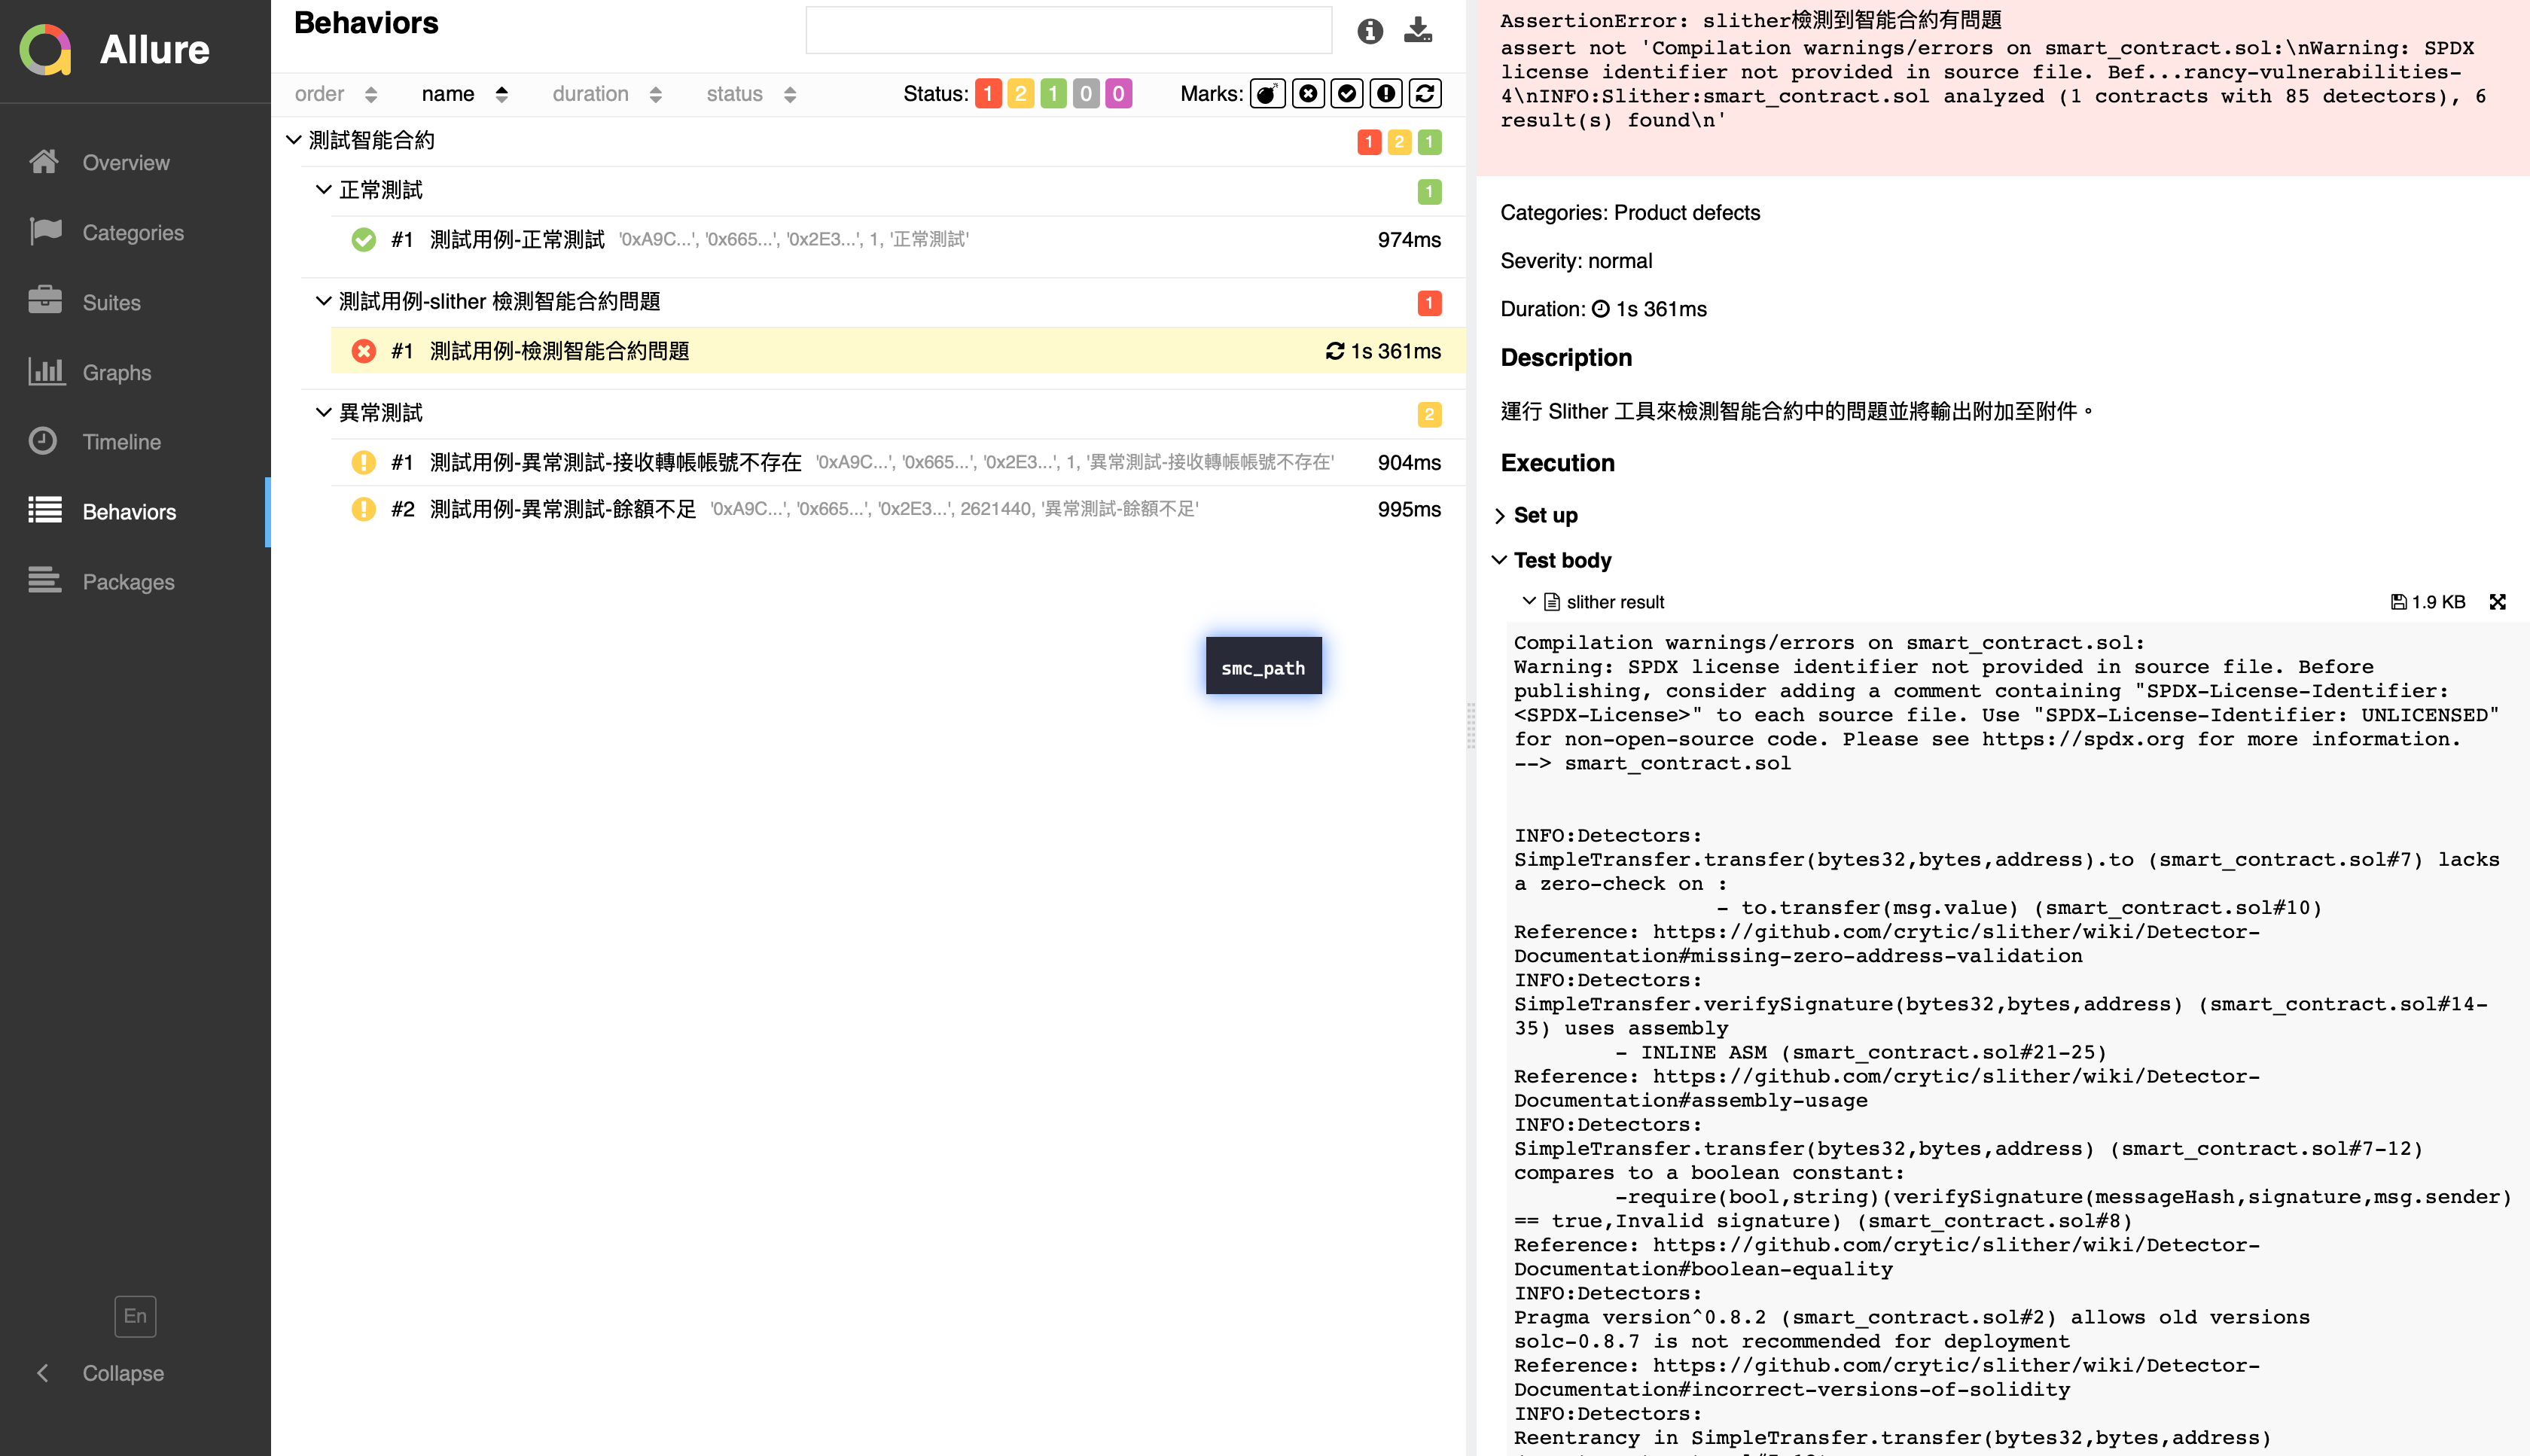 Allure
Overview
Categories
Suites
Graphs
Timeline
Behaviors
Packages
En
Collapse
Behaviors
order name duration status Status: 1 2 1 0 0 Marks:
測試智能合約 1 2 1
正常測試 1
#1 測試用例-正常測試 '0xA9C...', '0x665...', '0x2E3...', 1, '正常測試' 974ms
測試用例-slither 檢測智能合約問題 1
#1 測試用例-檢測智能合約問題 1s 361ms
異常測試 2
#1 測試用例-異常測試-接收轉帳帳號不存在 '0xA9C...', '0x665...', '0x2E3...', 1, '異常測試-接收轉帳帳號不存在' 904ms
#2 測試用例-異常測試-餘額不足 '0xA9C...', '0x665...', '0x2E3...', 2621440, '異常測試-餘額不足' 995ms
smc_path
AssertionError: slither檢測到智能合約有問題
assert not 'Compilation warnings/errors on smart_contract.sol:\nWarning: SPDX
license identifier not provided in source file. Bef...rancy-vulnerabilities-
4\nINFO:Slither:smart_contract.sol analyzed (1 contracts with 85 detectors), 6
result(s) found\n'
Categories: Product defects
Severity: normal
Duration: 1s 361ms
Description
運行 Slither 工具來檢測智能合約中的問題並將輸出附加至附件。
Execution
Set up
Test body
slither result 1.9 KB
Compilation warnings/errors on smart_contract.sol:
Warning: SPDX license identifier not provided in source file. Before
publishing, consider adding a comment containing "SPDX-License-Identifier:
<SPDX-License>" to each source file. Use "SPDX-License-Identifier: UNLICENSED"
for non-open-source code. Please see https://spdx.org for more information.
--> smart_contract.sol
INFO:Detectors:
SimpleTransfer.transfer(bytes32,bytes,address).to (smart_contract.sol#7) lacks
a zero-check on :
- to.transfer(msg.value) (smart_contract.sol#10)
Reference: https://github.com/crytic/slither/wiki/Detector-
Documentation#missing-zero-address-validation
INFO:Detectors:
SimpleTransfer.verifySignature(bytes32,bytes,address) (smart_contract.sol#14-
35) uses assembly
- INLINE ASM (smart_contract.sol#21-25)
Reference: https://github.com/crytic/slither/wiki/Detector-
Documentation#assembly-usage
INFO:Detectors:
SimpleTransfer.transfer(bytes32,bytes,address) (smart_contract.sol#7-12)
compares to a boolean constant:
-require(bool,string)(verifySignature(messageHash,signature,msg.sender)
== true,Invalid signature) (smart_contract.sol#8)
Reference: https://github.com/crytic/slither/wiki/Detector-
Documentation#boolean-equality
INFO:Detectors:
Pragma version^0.8.2 (smart_contract.sol#2) allows old versions
solc-0.8.7 is not recommended for deployment
Reference: https://github.com/crytic/slither/wiki/Detector-
Documentation#incorrect-versions-of-solidity
INFO:Detectors:
Reentrancy in SimpleTransfer.transfer(bytes32,bytes,address)